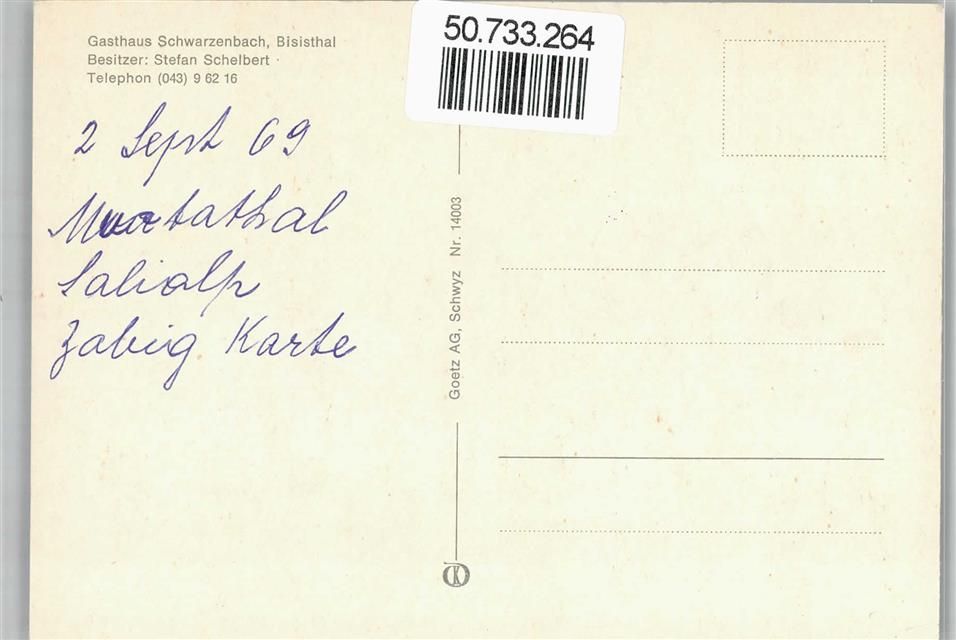 Gasthaus Schwarzenbach, Bisisthal
Besitzer: Stefan Schelbert
Telephon (043) 9 62 16
50.733.264
2 Sept 69
Muotathal
Salialp
Zabig Karte
Goetz AG, Schwyz Nr. 14003